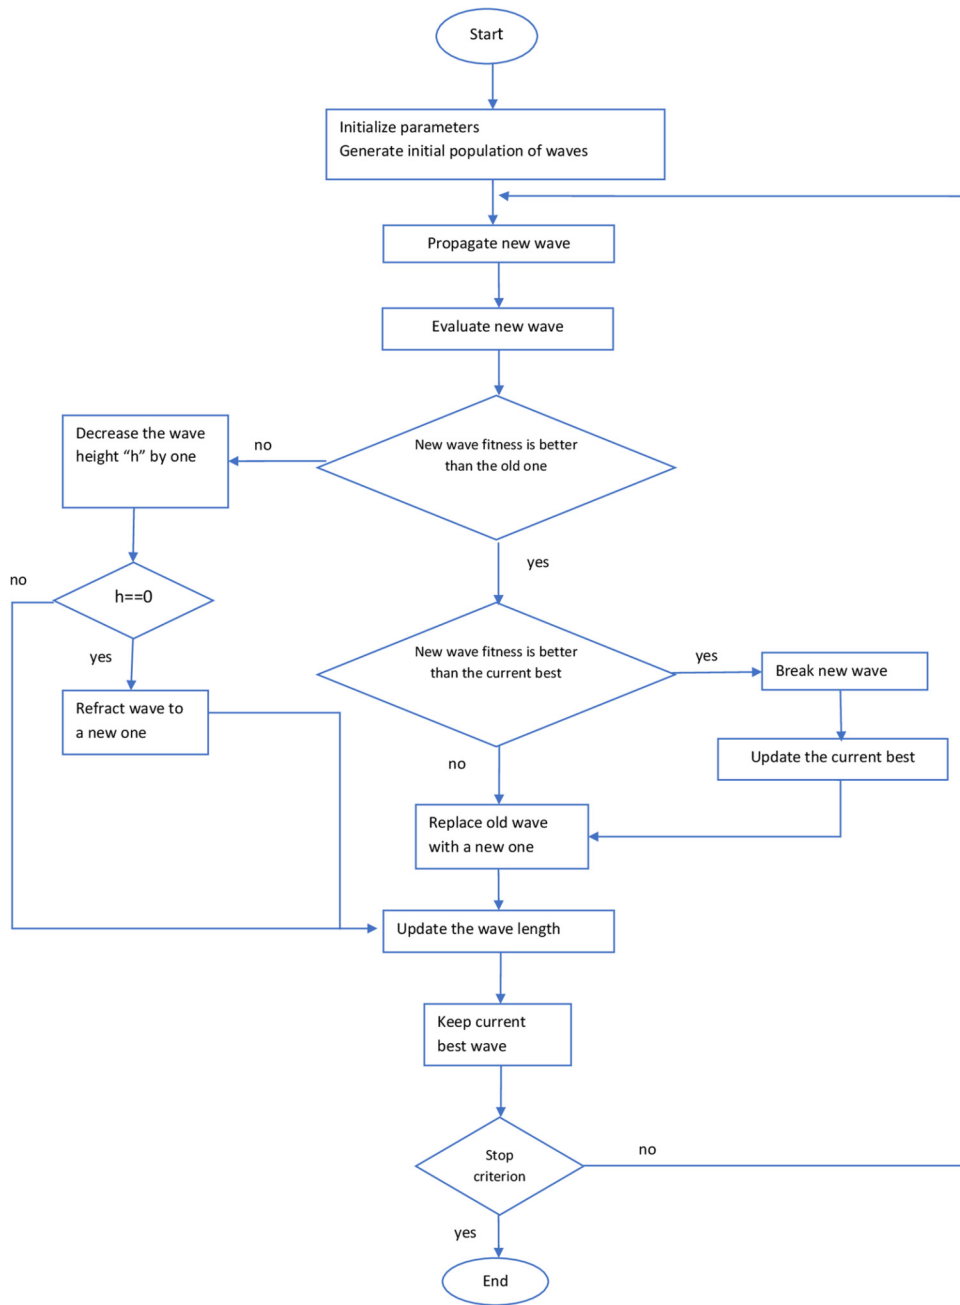 Start
Initialize parameters
Generate initial population of waves
Propagate new wave
Evaluate new wave
New wave fitness is better
than the old one
no
Decrease the wave
height “h” by one
yes
no
h==0
yes
Refract wave to
a new one
New wave fitness is better
than the current best
yes
Break new wave
Update the current best
no
Replace old wave
with a new one
Update the wave length
Keep current
best wave
Stop
criterion
no
yes
End